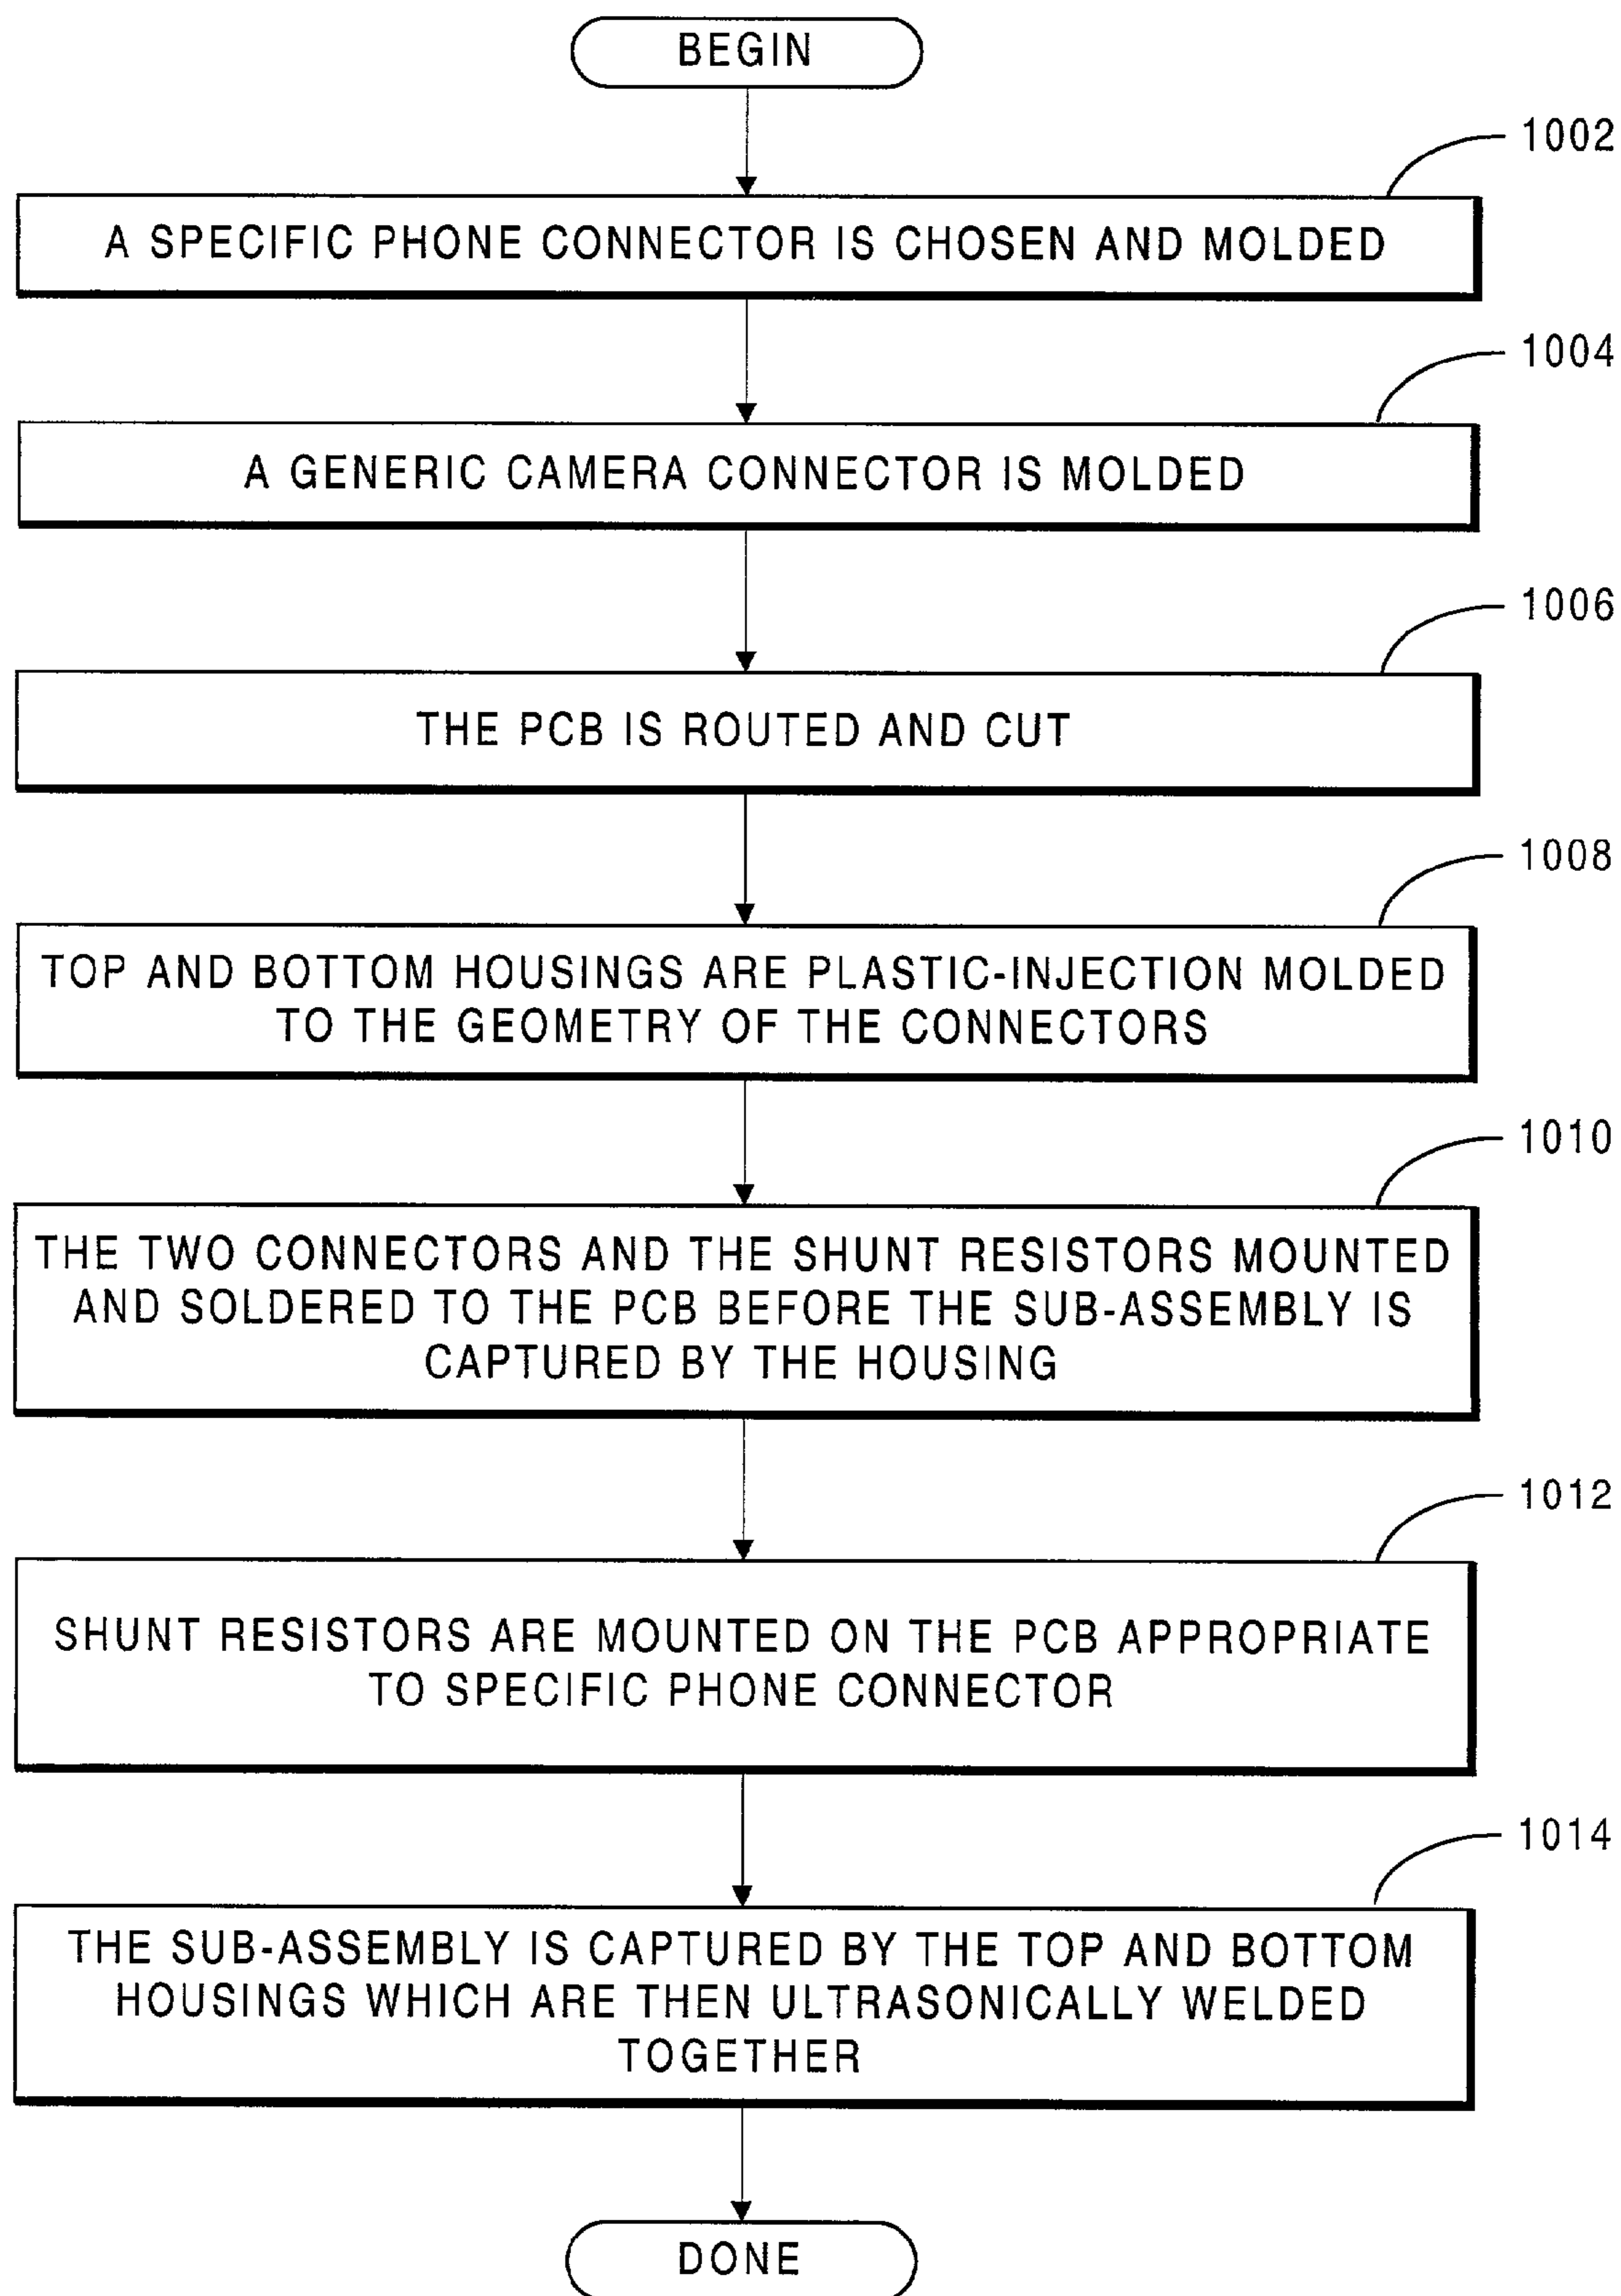 BEGIN
1002
A SPECIFIC PHONE CONNECTOR IS CHOSEN AND MOLDED
1004
A GENERIC CAMERA CONNECTOR IS MOLDED
1006
THE PCB IS ROUTED AND CUT
1008
TOP AND BOTTOM HOUSINGS ARE PLASTIC-INJECTION MOLDED
TO THE GEOMETRY OF THE CONNECTORS
1010
THE TWO CONNECTORS AND THE SHUNT RESISTORS MOUNTED
AND SOLDERED TO THE PCB BEFORE THE SUB-ASSEMBLY IS
CAPTURED BY THE HOUSING
1012
SHUNT RESISTORS ARE MOUNTED ON THE PCB APPROPRIATE
TO SPECIFIC PHONE CONNECTOR
1014
THE SUB-ASSEMBLY IS CAPTURED BY THE TOP AND BOTTOM
HOUSINGS WHICH ARE THEN ULTRASONICALLY WELDED
TOGETHER
DONE